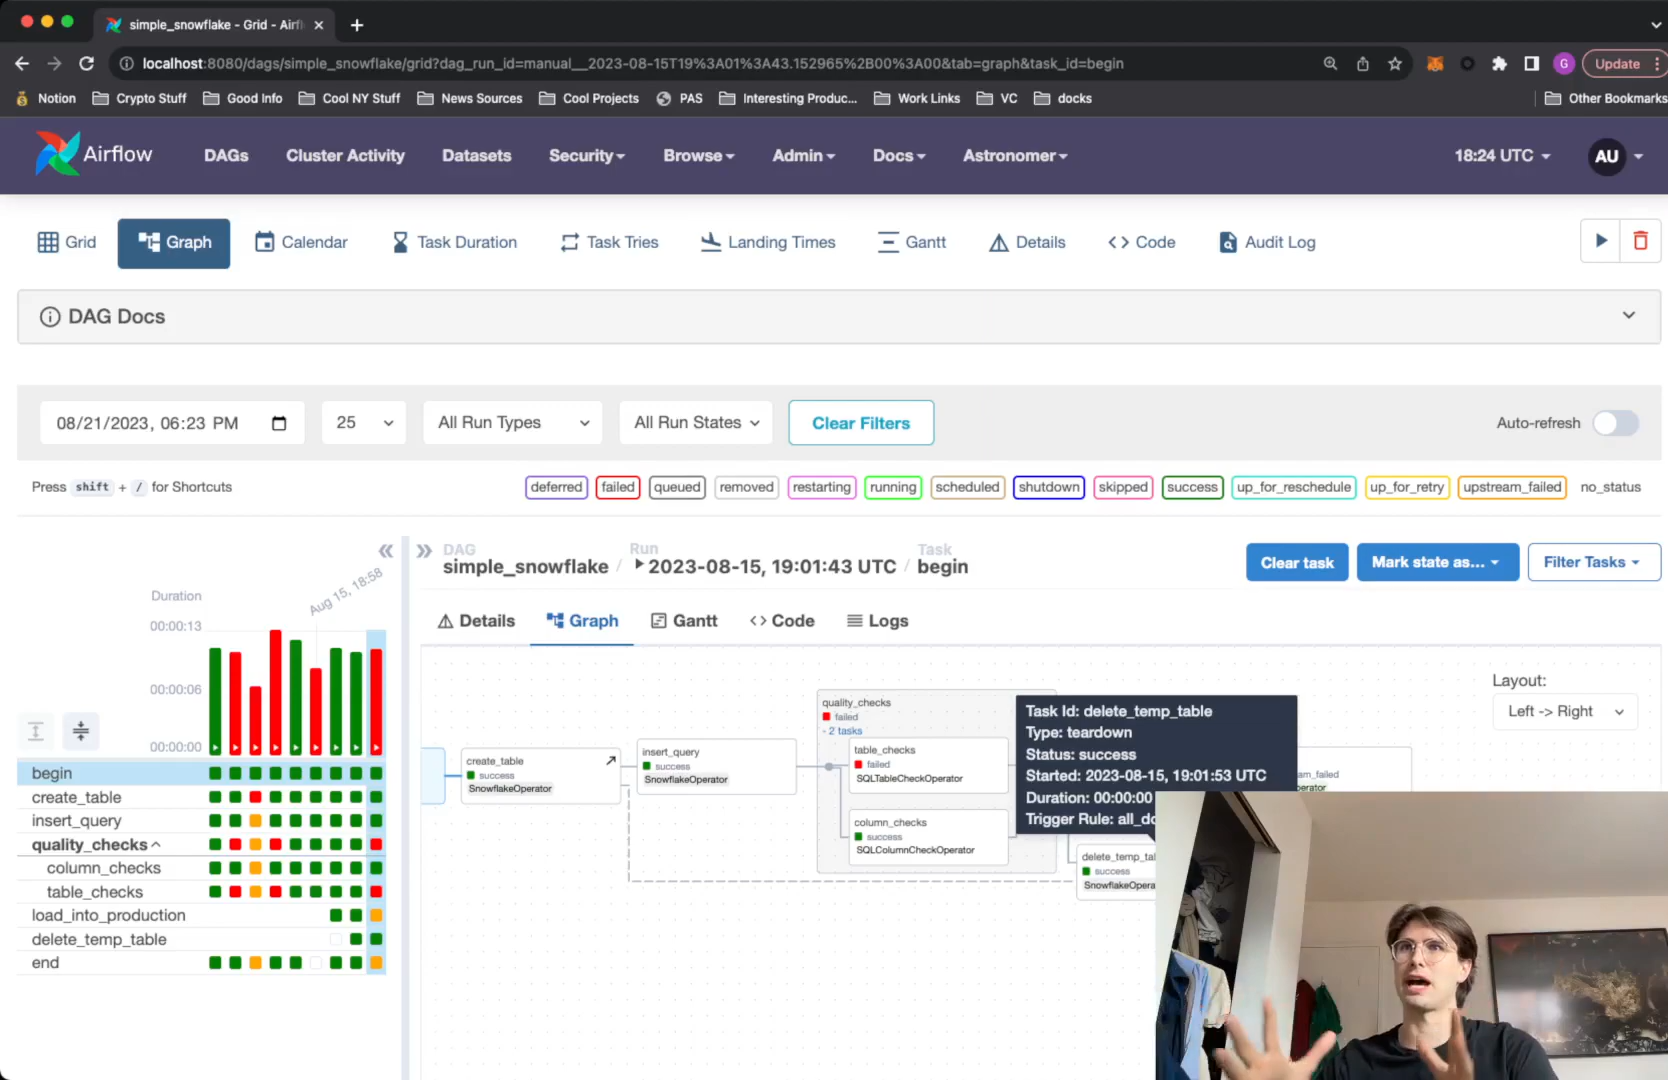 simple_snowflake - Grid - Airfl
localhost:8080/dags/simple_snowflake/grid?dag_run_id=manual__2023-08-15T19%3A01%3A43.152965%2B00%3A00&tab=graph&task_id=begin
G
Update
Notion
Crypto Stuff
Good Info
Cool NY Stuff
News Sources
Cool Projects
PAS
Interesting Produc...
Work Links
VC
docks
Other Bookmarks
Airflow
DAGs
Cluster Activity
Datasets
Security
Browse
Admin
Docs
Astronomer
18:24 UTC
AU
Grid
Graph
Calendar
Task Duration
Task Tries
Landing Times
Gantt
Details
Code
Audit Log
DAG Docs
08/21/2023, 06:23 PM
25
All Run Types
All Run States
Clear Filters
Auto-refresh
Press shift + / for Shortcuts
deferred
failed
queued
removed
restarting
running
scheduled
shutdown
skipped
success
up_for_reschedule
up_for_retry
upstream_failed
no_status
DAG
simple_snowflake
Run
2023-08-15, 19:01:43 UTC
Task
begin
Clear task
Mark state as...
Filter Tasks
Details
Graph
Gantt
Code
Logs
Aug 15, 18:58
Duration
00:00:13
00:00:06
00:00:00
begin
create_table
insert_query
quality_checks
column_checks
table_checks
load_into_production
delete_temp_table
end
Layout:
Left -> Right
create_table
success
SnowflakeOperator
insert_query
success
SnowflakeOperator
quality_checks
failed
- 2 tasks
table_checks
failed
SQLTableCheckOperator
column_checks
success
SQLColumnCheckOperator
Task Id: delete_temp_table
Type: teardown
Status: success
Started: 2023-08-15, 19:01:53 UTC
Duration: 00:00:00
Trigger Rule: all_do
am_failed
perator
delete_temp_tal
success
SnowflakeOpera